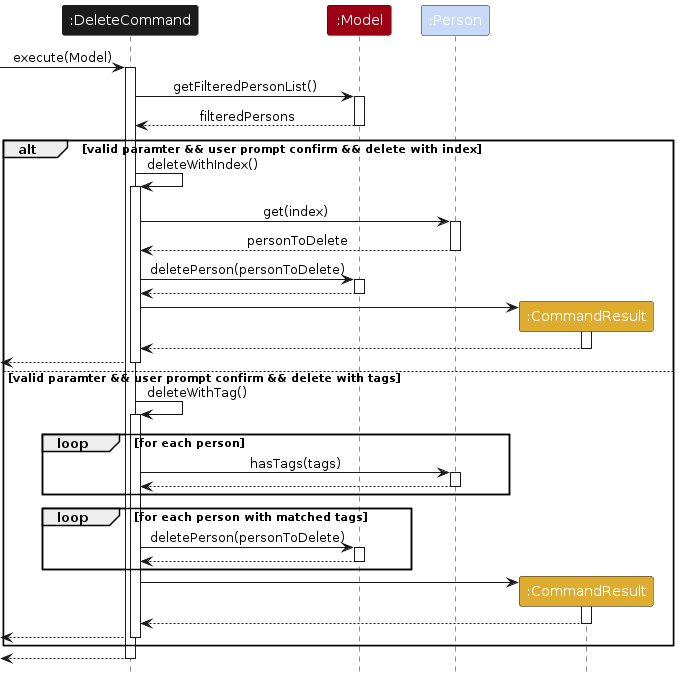 :DeleteCommand
:Model
:Person
execute(Model)
getFilteredPersonList()
filteredPersons
alt
[valid paramter && user prompt confirm && delete with index]
deleteWithIndex()
get(index)
personToDelete
deletePerson(personToDelete)
:CommandResult
[valid paramter && user prompt confirm && delete with tags]
deleteWithTag()
loop
[for each person]
hasTags(tags)
loop
[for each person with matched tags]
deletePerson(personToDelete)
:CommandResult